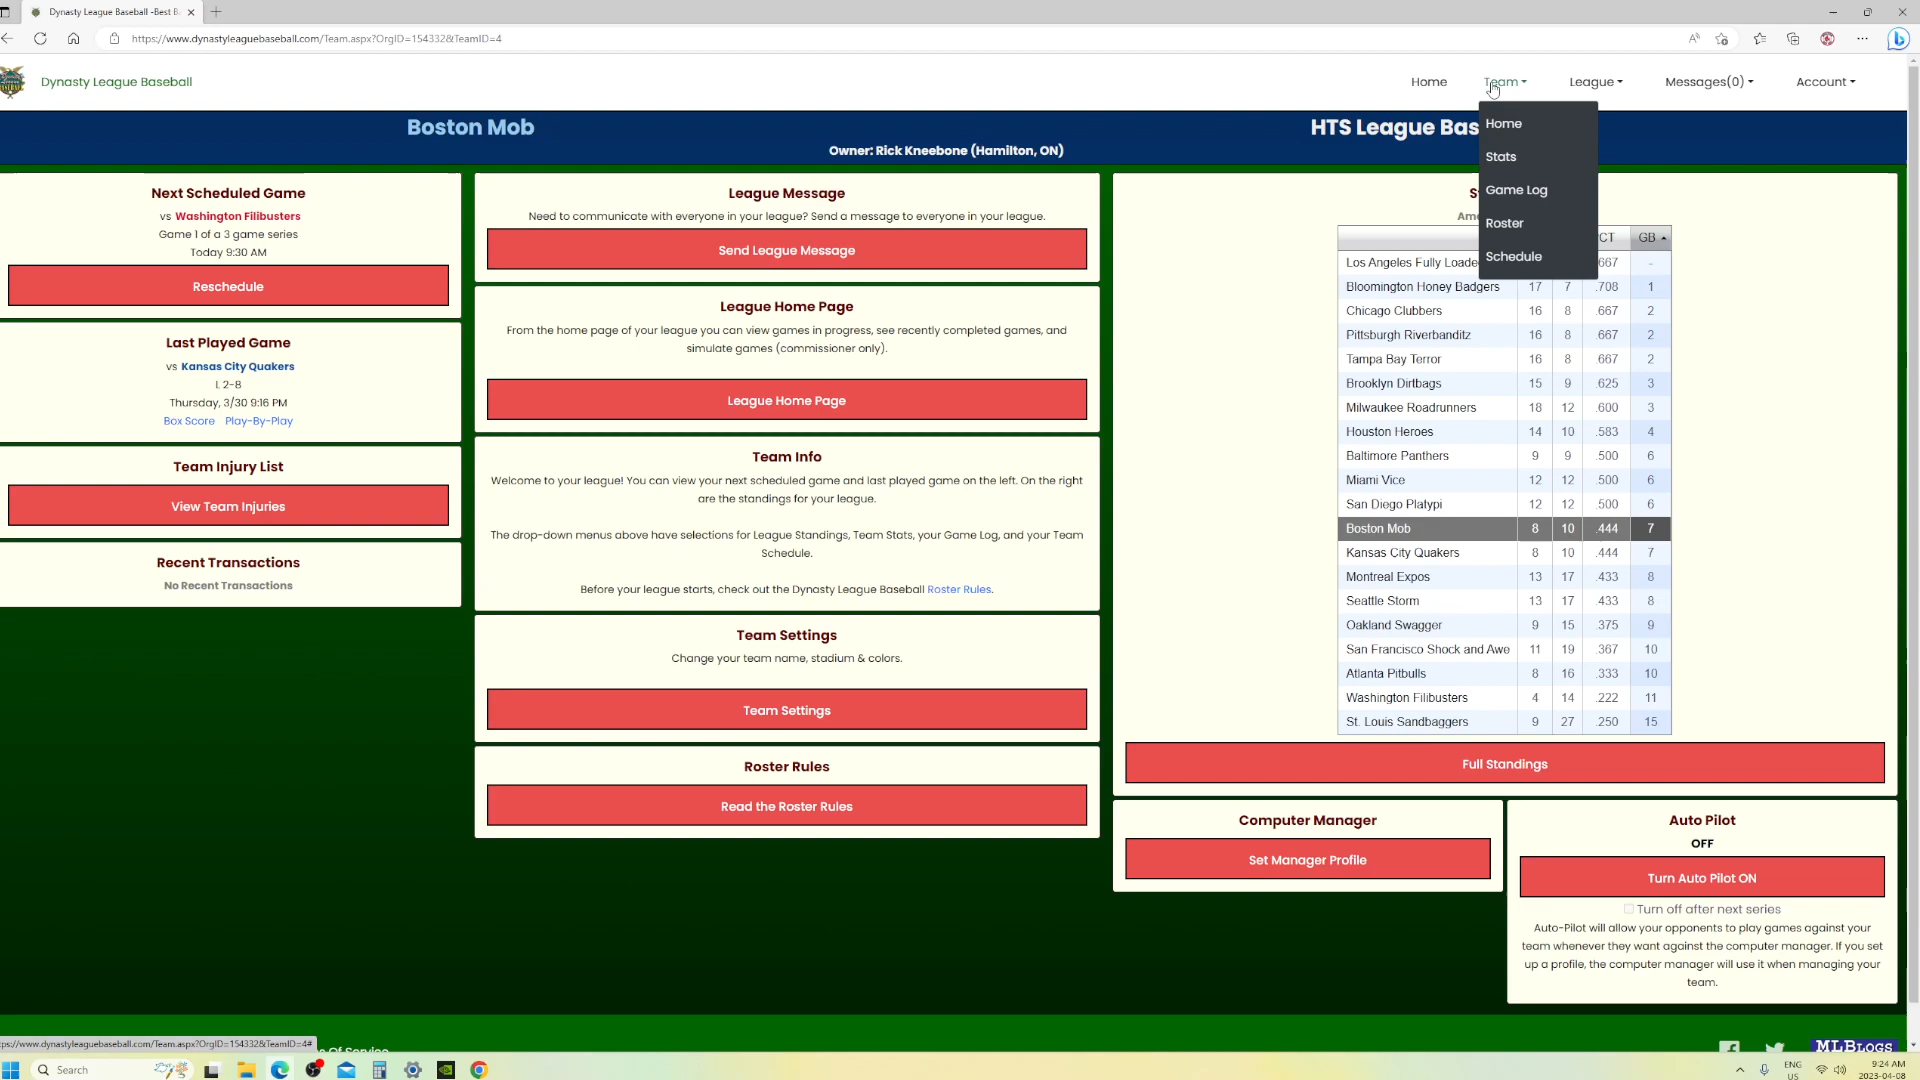 Dynasty League Baseball -Best B
https://www.dynastyleaguebaseball.com/Team.aspx?OrgID=154332&TeamID=4
Dynasty League Baseball
Home
Team
League
Messages(0)
Account
Home
Stats
Game Log
Roster
Schedule
Boston Mob
HTS League Bas
Owner: Rick Kneebone (Hamilton, ON)
Next Scheduled Game
vs Washington Filibusters
Game 1 of a 3 game series
Today 9:30 AM
Reschedule
Last Played Game
vs Kansas City Quakers
L 2-8
Thursday, 3/30 9:16 PM
Box Score Play-By-Play
Team Injury List
View Team Injuries
Recent Transactions
No Recent Transactions
League Message
Need to communicate with everyone in your league? Send a message to everyone in your league.
Send League Message
League Home Page
From the home page of your league you can view games in progress, see recently completed games, and
simulate games (commissioner only).
League Home Page
Team Info
Welcome to your league! You can view your next scheduled game and last played game on the left. On the right
are the standings for your league.
The drop-down menus above have selections for League Standings, Team Stats, your Game Log, and your Team
Schedule.
Before your league starts, check out the Dynasty League Baseball Roster Rules.
Team Settings
Change your team name, stadium & colors.
Team Settings
Roster Rules
Read the Roster Rules
S
Ame
CT GB
Los Angeles Fully Loade 667 -
Bloomington Honey Badgers 17 7 .708 1
Chicago Clubbers 16 8 .667 2
Pittsburgh Riverbanditz 16 8 .667 2
Tampa Bay Terror 16 8 .667 2
Brooklyn Dirtbags 15 9 .625 3
Milwaukee Roadrunners 18 12 .600 3
Houston Heroes 14 10 .583 4
Baltimore Panthers 9 9 .500 6
Miami Vice 12 12 .500 6
San Diego Platypi 12 12 .500 6
Boston Mob 8 10 .444 7
Kansas City Quakers 8 10 .444 7
Montreal Expos 13 17 .433 8
Seattle Storm 13 17 .433 8
Oakland Swagger 9 15 .375 9
San Francisco Shock and Awe 11 19 .367 10
Atlanta Pitbulls 8 16 .333 10
Washington Filibusters 4 14 .222 11
St. Louis Sandbaggers 9 27 .250 15
Full Standings
Computer Manager
Set Manager Profile
Auto Pilot
OFF
Turn Auto Pilot ON
Turn off after next series
Auto-Pilot will allow your opponents to play games against your
team whenever they want against the computer manager. If you set
up a profile, the computer manager will use it when managing your
team.
ps://www.dynastyleaguebaseball.com/Team.aspx?OrgID=154332&TeamID=4#
Of Service
MLBlogs
Search
ENG
US
9:24 AM
2023-04-08